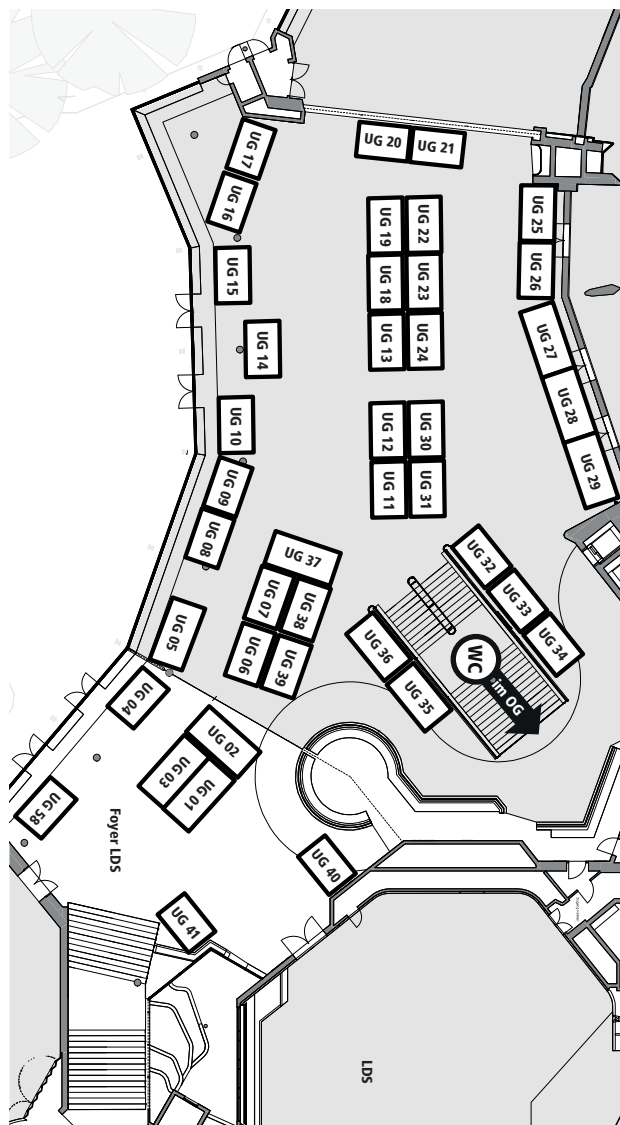 UG 17
UG 20
UG 21
UG 16
UG 25
UG 19
UG 22
UG 15
UG 26
UG 18
UG 23
UG 14
UG 13
UG 24
UG 27
UG 28
UG 10
UG 12
UG 30
UG 29
UG 09
UG 11
UG 31
UG 08
UG 37
UG 32
UG 07
UG 38
UG 33
UG 05
UG 06
UG 39
UG 36
UG 34
WC
im OG
UG 04
UG 35
UG 02
UG 03
UG 01
UG 58
Foyer LDS
UG 40
UG 41
LDS